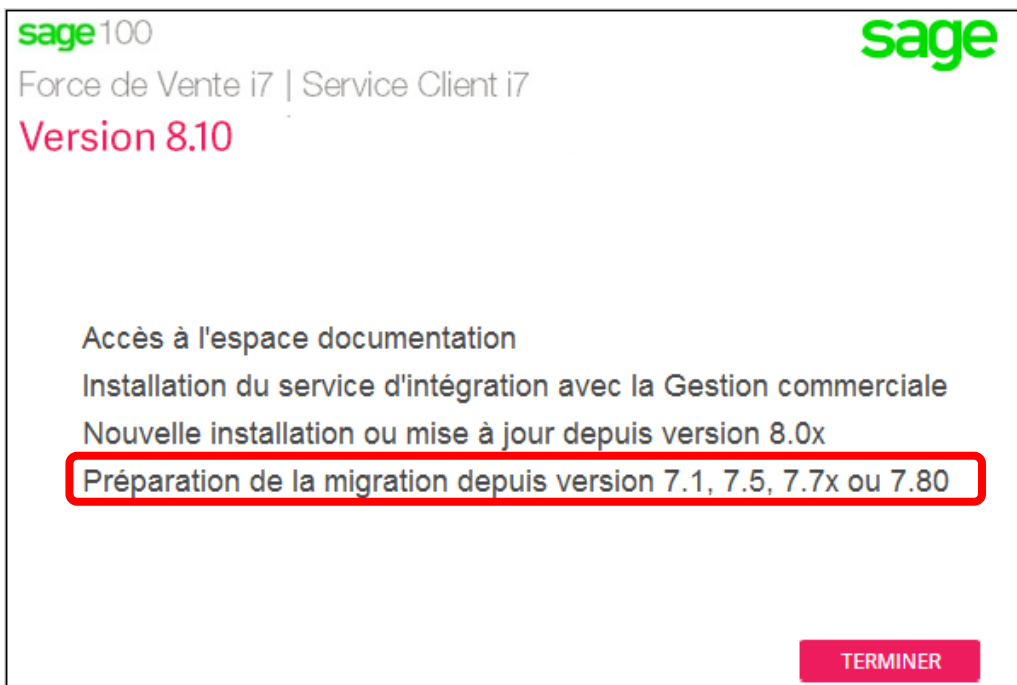 sage100
sage
Force de Vente i7 | Service Client i7
Version 8.10
Accès à l'espace documentation
Installation du service d'intégration avec la Gestion commerciale
Nouvelle installation ou mise à jour depuis version 8.0x
Préparation de la migration depuis version 7.1, 7.5, 7.7x ou 7.80
TERMINER